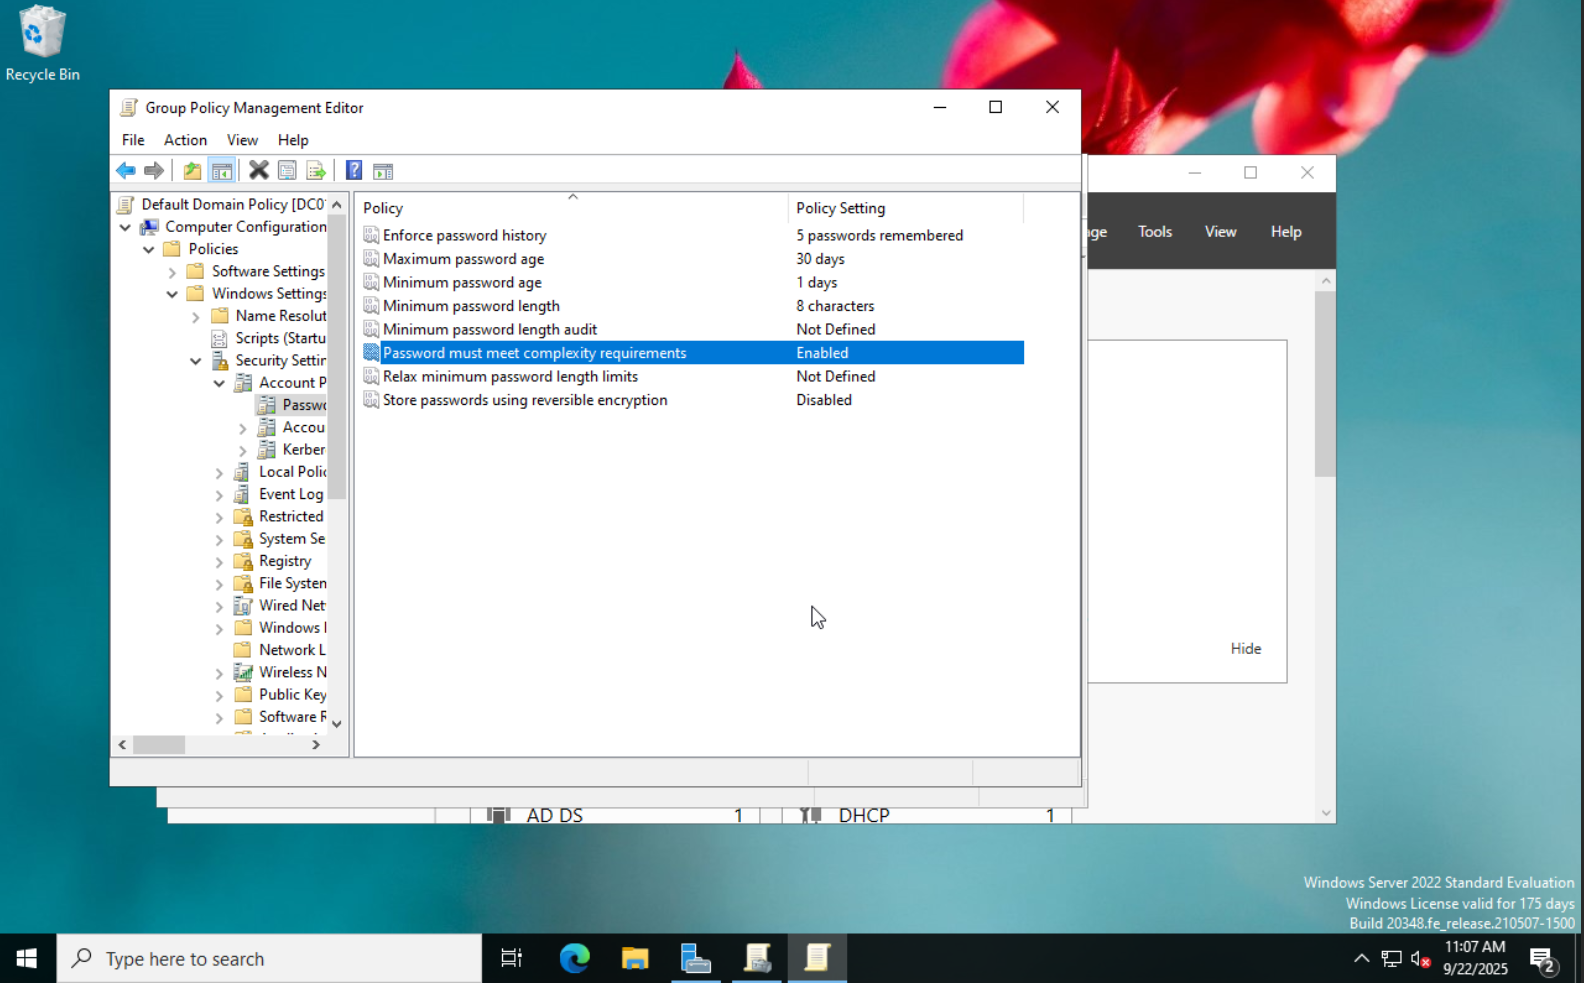 Recycle Bin
Group Policy Management Editor
File Action View Help
Default Domain Policy [DC01
Computer Configuration
Policies
Software Settings
Windows Settings
Name Resolut
Scripts (Startu
Security Settin
Account P
Passwo
Accou
Kerber
Local Polic
Event Log
Restricted
System Se
Registry
File System
Wired Net
Windows
Network L
Wireless N
Public Key
Software R
Policy Policy Setting
Enforce password history 5 passwords remembered
Maximum password age 30 days
Minimum password age 1 days
Minimum password length 8 characters
Minimum password length audit Not Defined
Password must meet complexity requirements Enabled
Relax minimum password length limits Not Defined
Store passwords using reversible encryption Disabled
age Tools View Help
Hide
AD DS 1 DHCP 1
Windows Server 2022 Standard Evaluation
Windows License valid for 175 days
Build 20348.fe_release.210507-1500
Type here to search
11:07 AM
9/22/2025
2